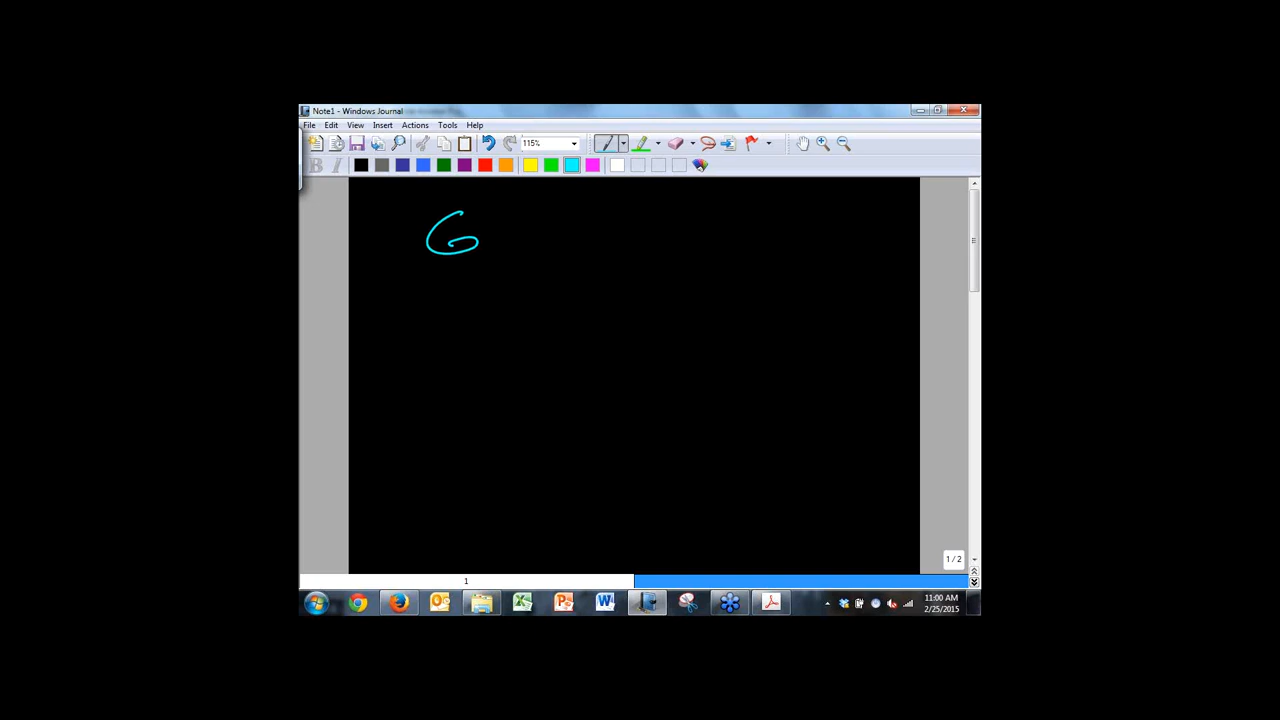 Note1 - Windows Journal
File Edit View Insert Actions Tools Help
115%
B I
G
1 / 2
1
11:00 AM
2/25/2015